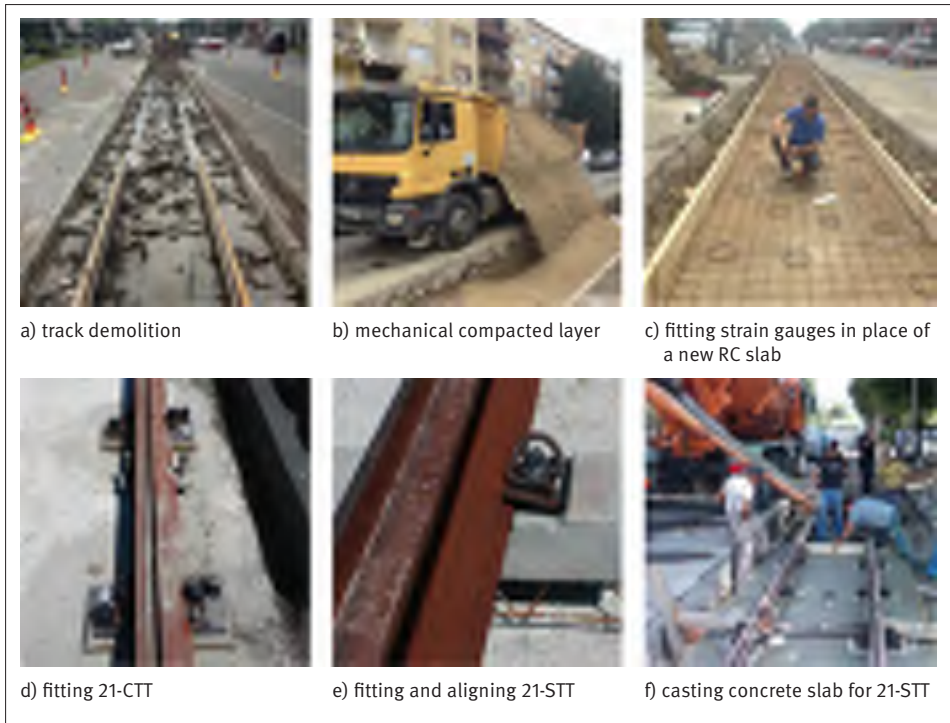 a) track demolition
b) mechanical compacted layer
c) fitting strain gauges in place of
a new RC slab
d) fitting 21-CTT
e) fitting and aligning 21-STT
f) casting concrete slab for 21-STT